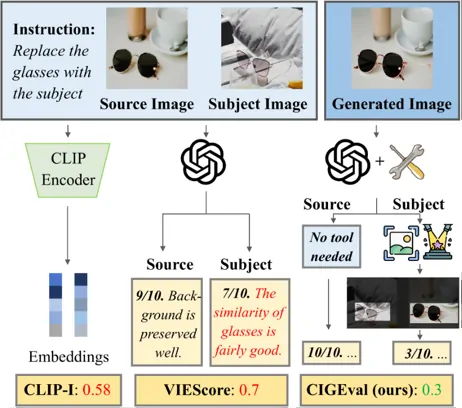 Instruction:
Replace the
glasses with
the subject
Source Image
Subject Image
Generated Image
CLIP
Encoder
Embeddings
CLIP-I: 0.58
Source
Subject
9/10. Back-
ground is
preserved
well.
7/10. The
similarity of
glasses is
fairly good.
VIEScore: 0.7
+
Source
Subject
No tool
needed
10/10. ...
3/10. ...
CIGEval (ours): 0.3